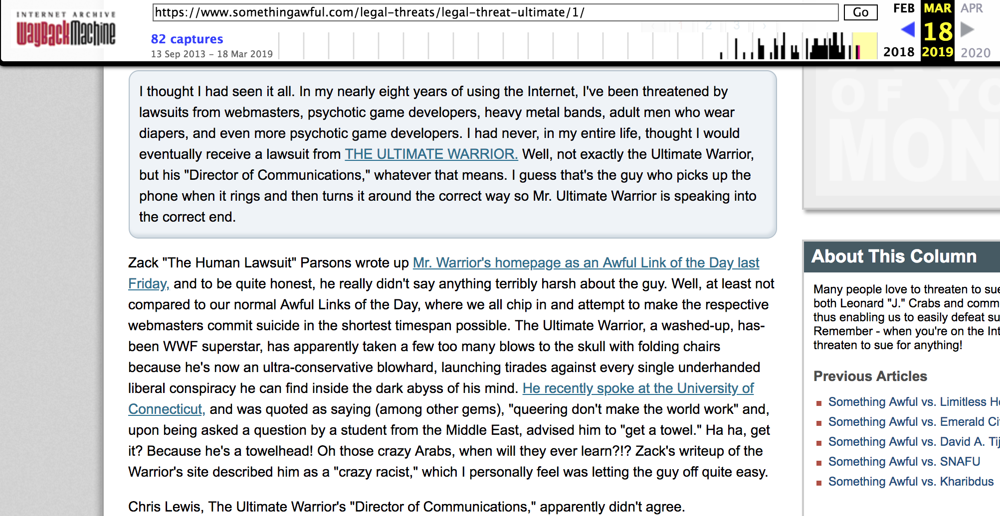 INTERNET ARCHIVE
WayBackMachine
https://www.somethingawful.com/legal-threats/legal-threat-ultimate/1/
Go
FEB MAR APR
18
2018 2019 2020
82 captures
13 Sep 2013 – 18 Mar 2019
‹ 1 2 3 ›
I thought I had seen it all. In my nearly eight years of using the Internet, I've been threatened by
lawsuits from webmasters, psychotic game developers, heavy metal bands, adult men who wear
diapers, and even more psychotic game developers. I had never, in my entire life, thought I would
eventually receive a lawsuit from THE ULTIMATE WARRIOR. Well, not exactly the Ultimate Warrior,
but his "Director of Communications," whatever that means. I guess that's the guy who picks up the
phone when it rings and then turns it around the correct way so Mr. Ultimate Warrior is speaking into
the correct end.
Zack "The Human Lawsuit" Parsons wrote up Mr. Warrior's homepage as an Awful Link of the Day last
Friday, and to be quite honest, he really didn't say anything terribly harsh about the guy. Well, at least not
compared to our normal Awful Links of the Day, where we all chip in and attempt to make the respective
webmasters commit suicide in the shortest timespan possible. The Ultimate Warrior, a washed-up, has-
been WWF superstar, has apparently taken a few too many blows to the skull with folding chairs
because he's now an ultra-conservative blowhard, launching tirades against every single underhanded
liberal conspiracy he can find inside the dark abyss of his mind. He recently spoke at the University of
Connecticut, and was quoted as saying (among other gems), "queering don't make the world work" and,
upon being asked a question by a student from the Middle East, advised him to "get a towel." Ha ha, get
it? Because he's a towelhead! Oh those crazy Arabs, when will they ever learn?!? Zack's writeup of the
Warrior's site described him as a "crazy racist," which I personally feel was letting the guy off quite easy.
Chris Lewis, The Ultimate Warrior's "Director of Communications," apparently didn't agree.
OF YO
MON
About This Column
Many people love to threaten to sue
both Leonard "J." Crabs and comm
thus enabling us to easily defeat su
Remember - when you're on the Int
threaten to sue for anything!
Previous Articles
Something Awful vs. Limitless Ho
Something Awful vs. Emerald Cit
Something Awful vs. David A. Tij
Something Awful vs. SNAFU
Something Awful vs. Kharibdus